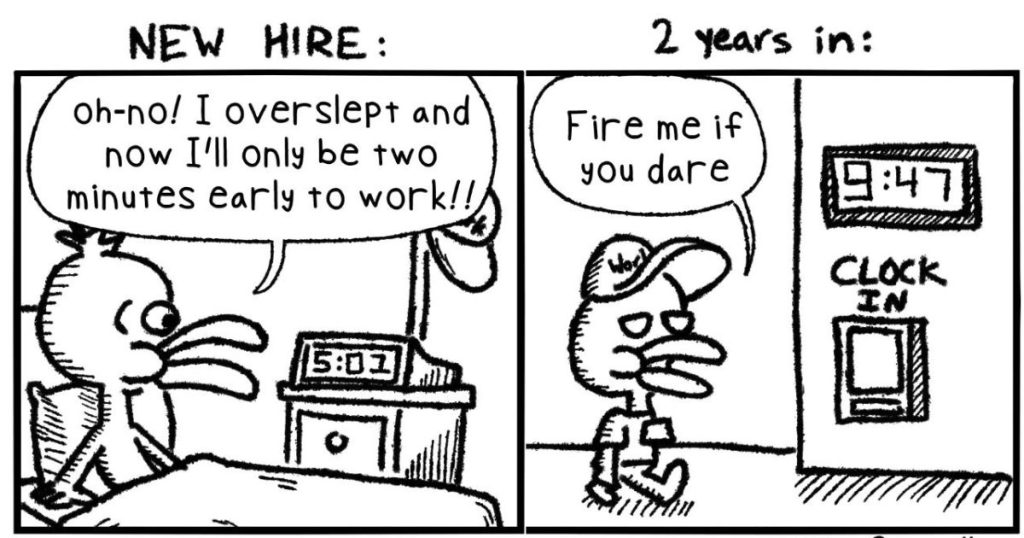 NEW HIRE:
oh-no! I overslept and
now I'll only be two
minutes early to work!!
5:01
2 years in:
Fire me if
you dare
9:47
CLOCK
IN